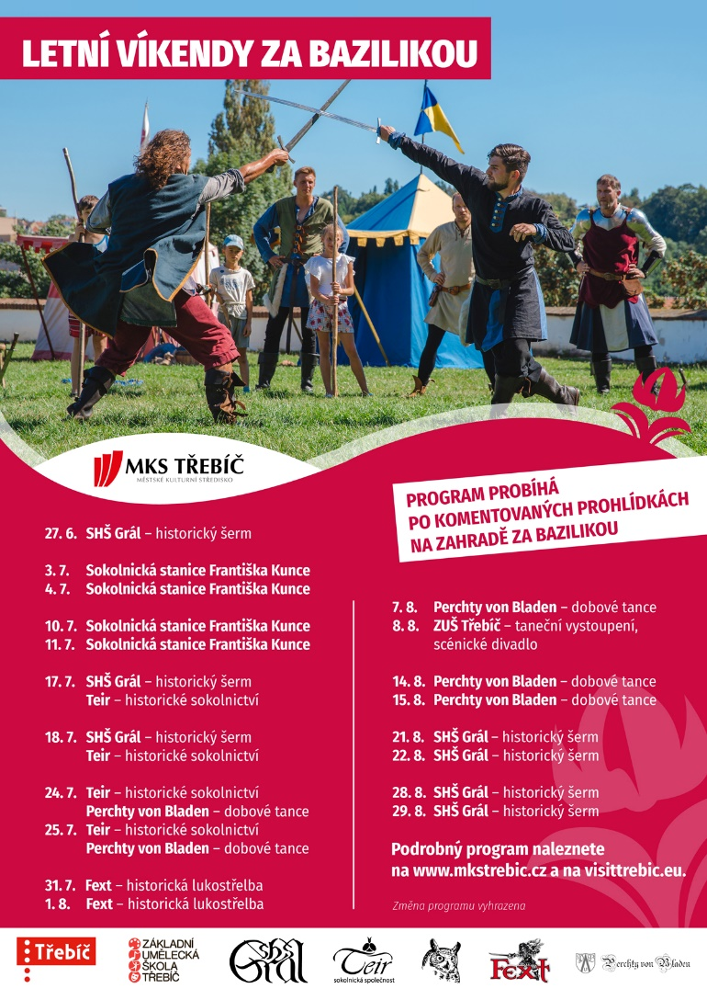 LETNÍ VÍKENDY ZA BAZILIKOU
MKS TŘEBÍČ
MĚSTSKÉ KULTURNÍ STŘEDISKO
PROGRAM PROBÍHÁ
PO KOMENTOVANÝCH PROHLÍDKÁCH
NA ZAHRADĚ ZA BAZILIKOU
27. 6. SHŠ Grál – historický šerm
3. 7. Sokolnická stanice Františka Kunce
4. 7. Sokolnická stanice Františka Kunce
10. 7. Sokolnická stanice Františka Kunce
11. 7. Sokolnická stanice Františka Kunce
17. 7. SHŠ Grál – historický šerm
Teir – historické sokolnictví
18. 7. SHŠ Grál – historický šerm
Teir – historické sokolnictví
24. 7. Teir – historické sokolnictví
Perchty von Bladen – dobové tance
25. 7. Teir – historické sokolnictví
Perchty von Bladen – dobové tance
31. 7. Fext – historická lukostřelba
1. 8. Fext – historická lukostřelba
7. 8. Perchty von Bladen – dobové tance
8. 8. ZUŠ Třebíč – taneční vystoupení,
scénické divadlo
14. 8. Perchty von Bladen – dobové tance
15. 8. Perchty von Bladen – dobové tance
21. 8. SHŠ Grál – historický šerm
22. 8. SHŠ Grál – historický šerm
28. 8. SHŠ Grál – historický šerm
29. 8. SHŠ Grál – historický šerm
Podrobný program naleznete
na www.mkstrebic.cz a na visittrebic.eu.
Změna programu vyhrazena
Třebíč
ZÁKLADNÍ
UMĚLECKÁ
ŠKOLA
TŘEBÍČ
shš
Grál
Teir
sokolnická společnost
Fext
Perchty von Bladen